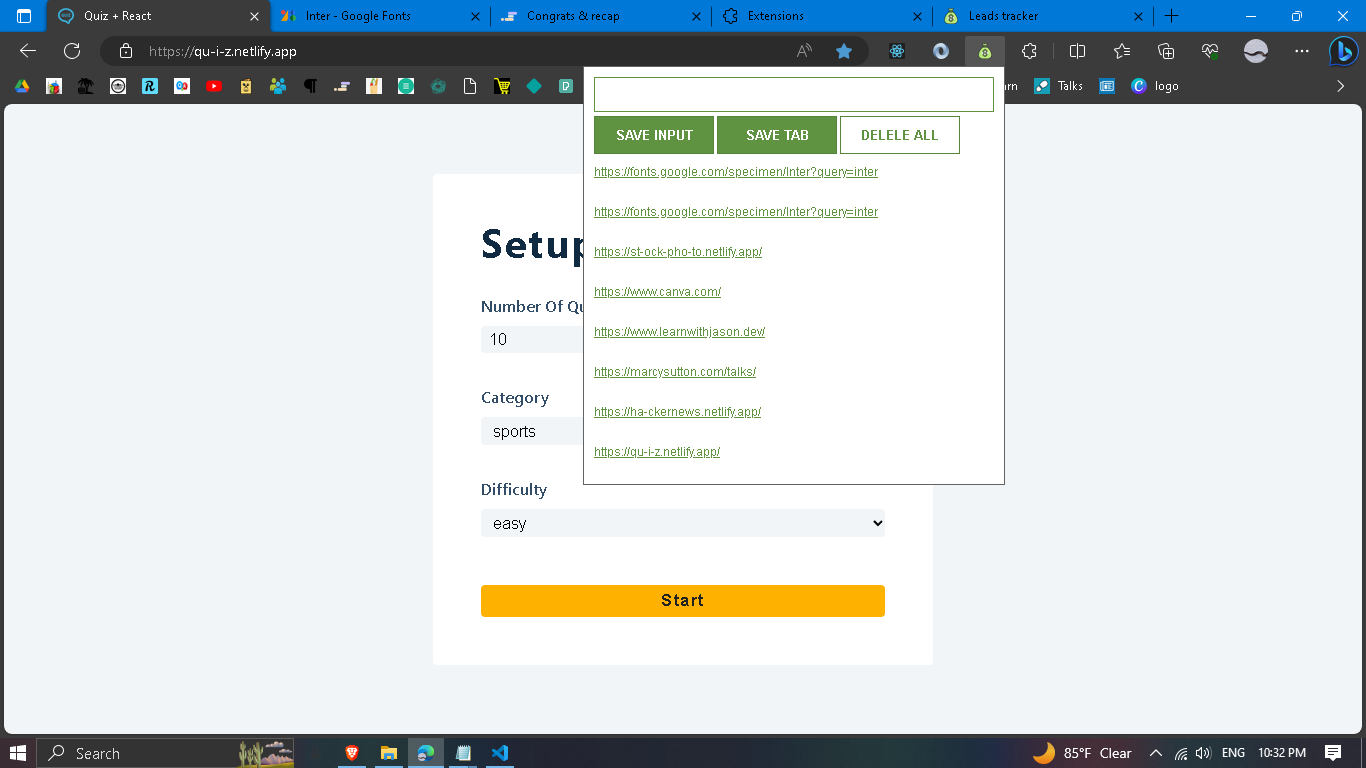 Quiz + React
Inter - Google Fonts
Congrats & recap
Extensions
Leads tracker
https://qu-i-z.netlify.app
rn
Talks
logo
SAVE INPUT
SAVE TAB
DELELE ALL
https://fonts.google.com/specimen/Inter?query=inter
https://fonts.google.com/specimen/Inter?query=inter
https://st-ock-pho-to.netlify.app/
https://www.canva.com/
https://www.learnwithjason.dev/
https://marcysutton.com/talks/
https://ha-ckernews.netlify.app/
https://qu-i-z.netlify.app/
Setup
Number Of Qu
10
Category
sports
Difficulty
easy
Start
Search
85°F Clear
ENG
10:32 PM